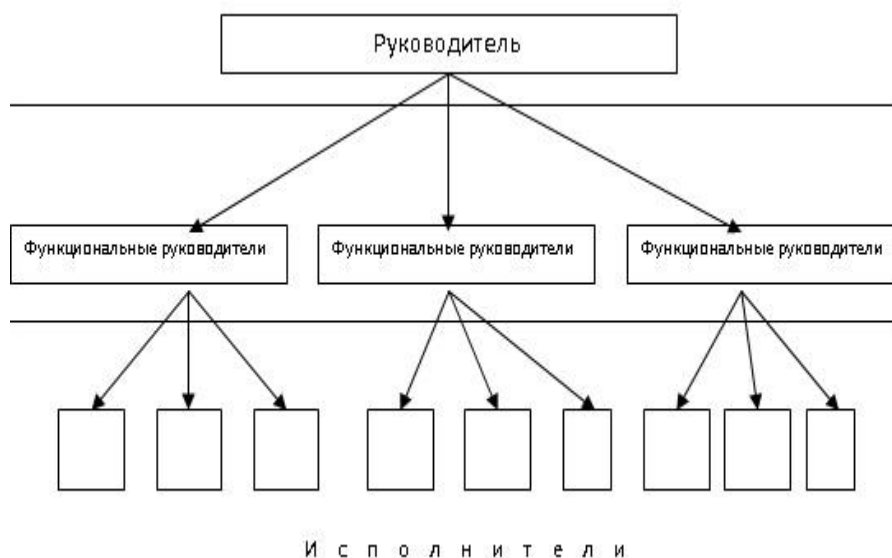 Руководитель
Функциональные руководители
Функциональные руководители
Функциональные руководители
И с п о л н и т е л и